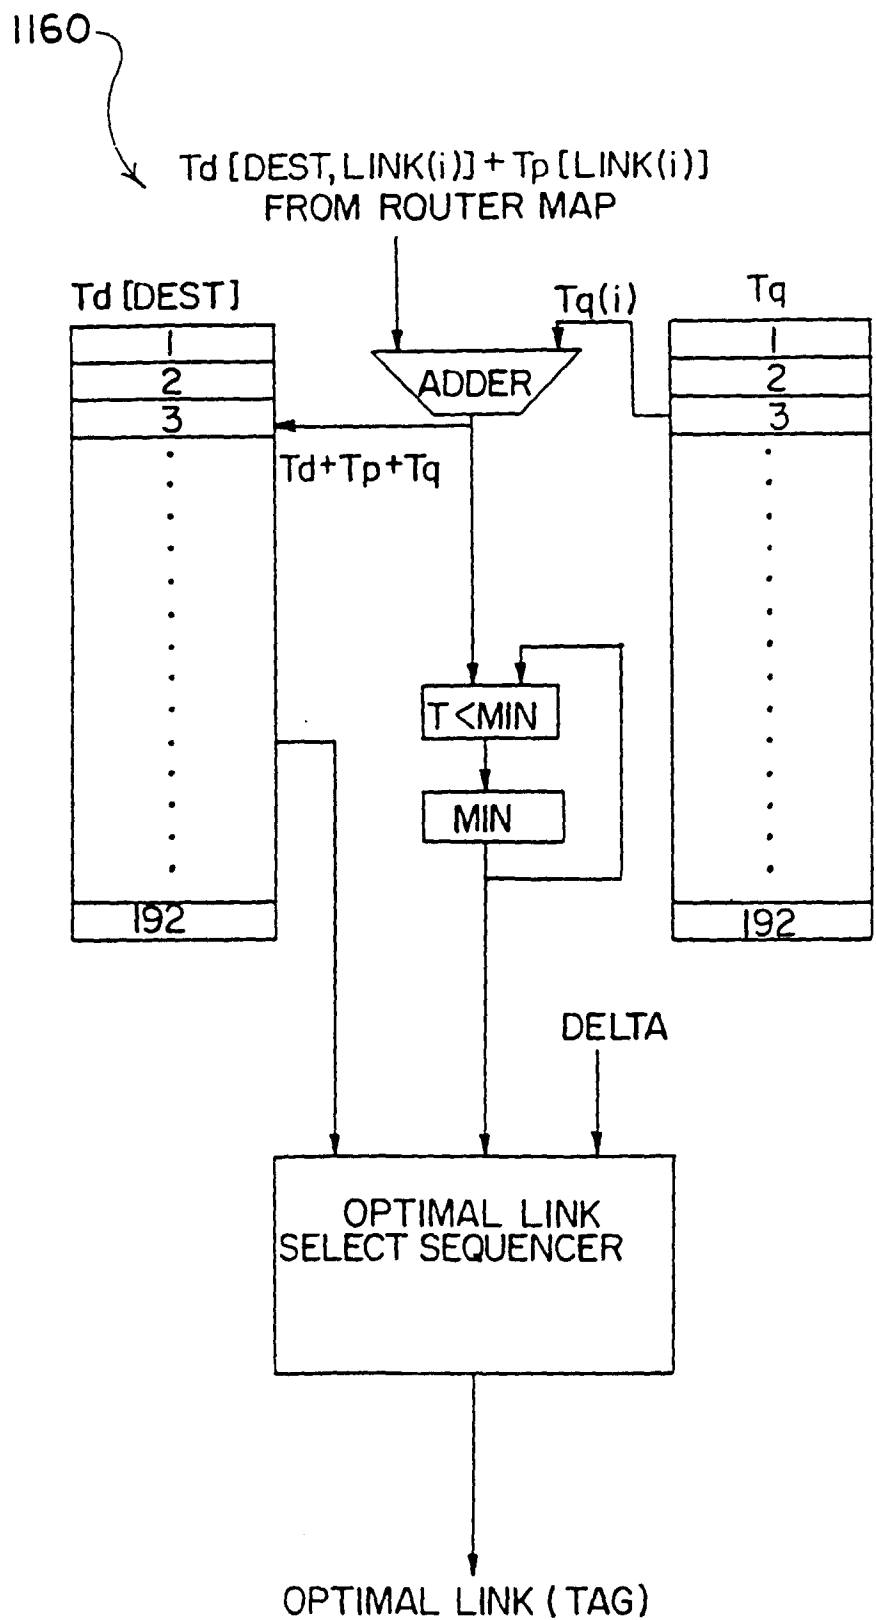 1160
Td [DEST, LINK(i)] + Tp [LINK(i)]
FROM ROUTER MAP
Td [DEST]
Tq(i)
Tq
1
2
3
ADDER
1
2
3
Td+Tp+Tq
T<MIN
MIN
192
192
DELTA
OPTIMAL LINK
SELECT SEQUENCER
OPTIMAL LINK (TAG)